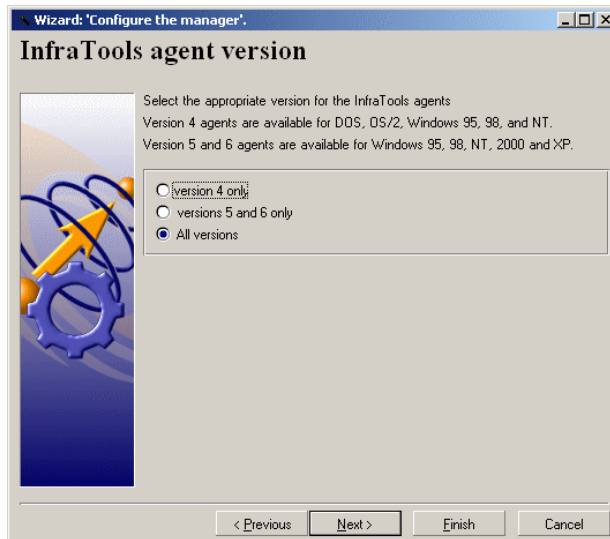 Wizard: 'Configure the manager'.
InfraTools agent version
Select the appropriate version for the InfraTools agents
Version 4 agents are available for DOS, OS/2, Windows 95, 98, and NT.
Version 5 and 6 agents are available for Windows 95, 98, NT, 2000 and XP.
version 4 only
versions 5 and 6 only
All versions
< Previous
Next >
Finish
Cancel